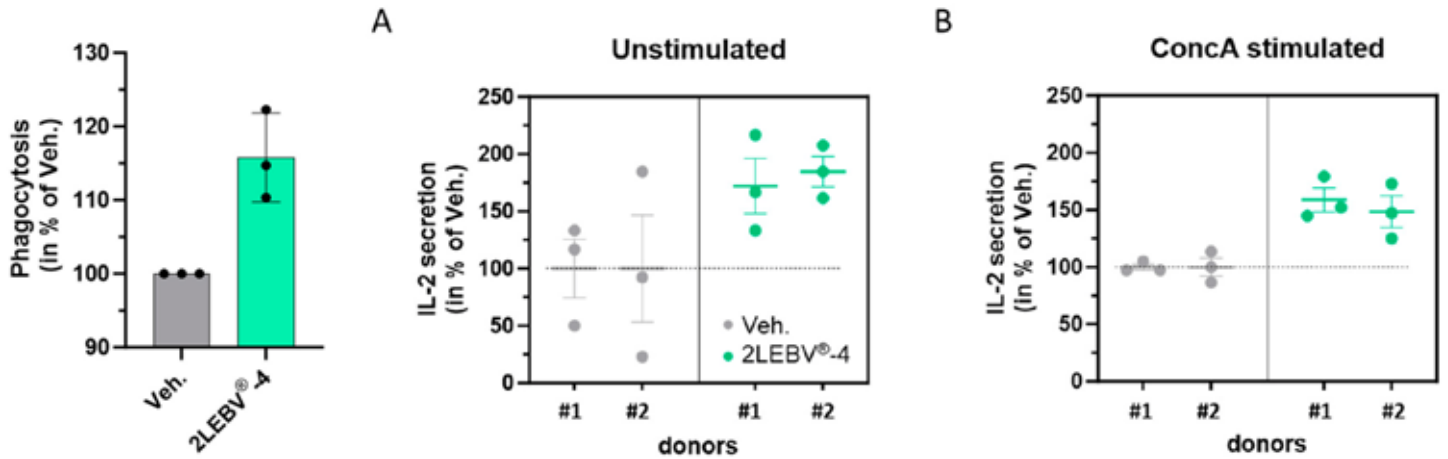 Phagocytosis
(in % of Veh.)
130
120
110
100
90
Veh.
2LEBV®-4
A
Unstimulated
IL-2 secretion
(in % of Veh.)
250
200
150
100
50
0
Veh.
2LEBV®-4
#1 #2 #1 #2
donors
B
ConcA stimulated
IL-2 secretion
(in % of Veh.)
250
200
150
100
50
0
#1 #2 #1 #2
donors